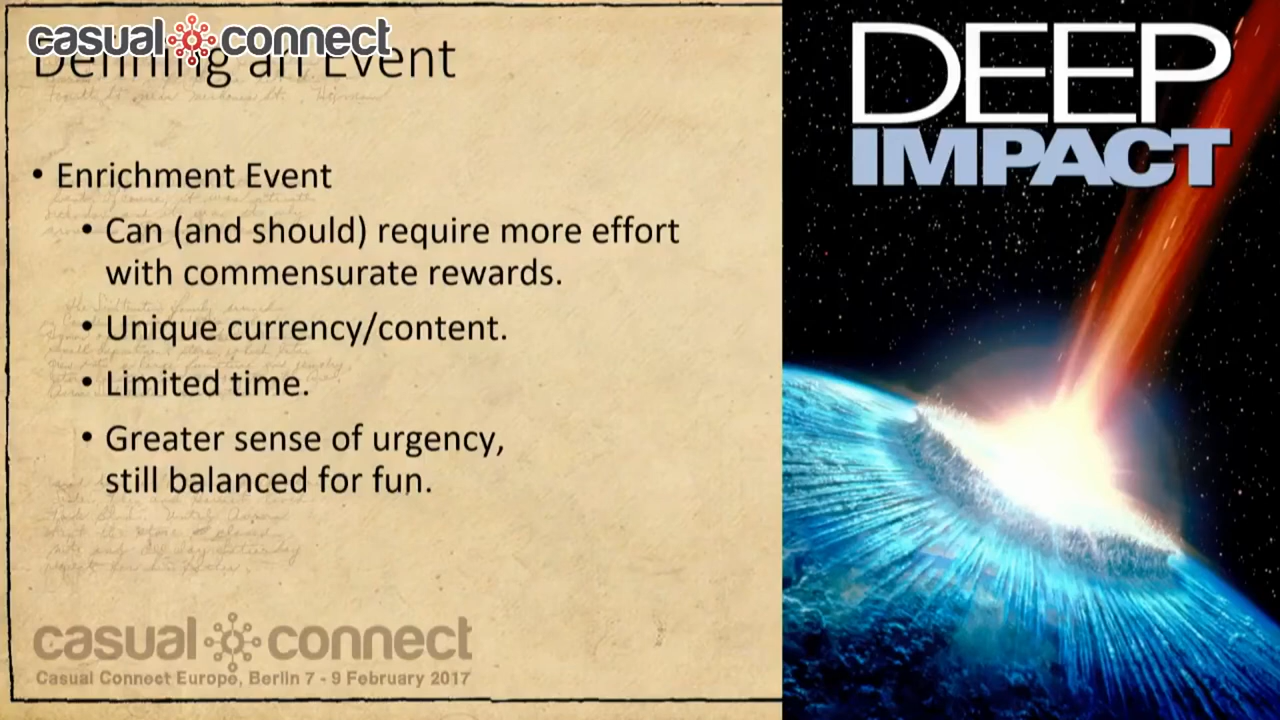 casual connect
Defining an Event
• Enrichment Event
• Can (and should) require more effort
with commensurate rewards.
• Unique currency/content.
• Limited time.
• Greater sense of urgency,
still balanced for fun.
casual connect
Casual Connect Europe, Berlin 7 - 9 February 2017
DEEP
IMPACT